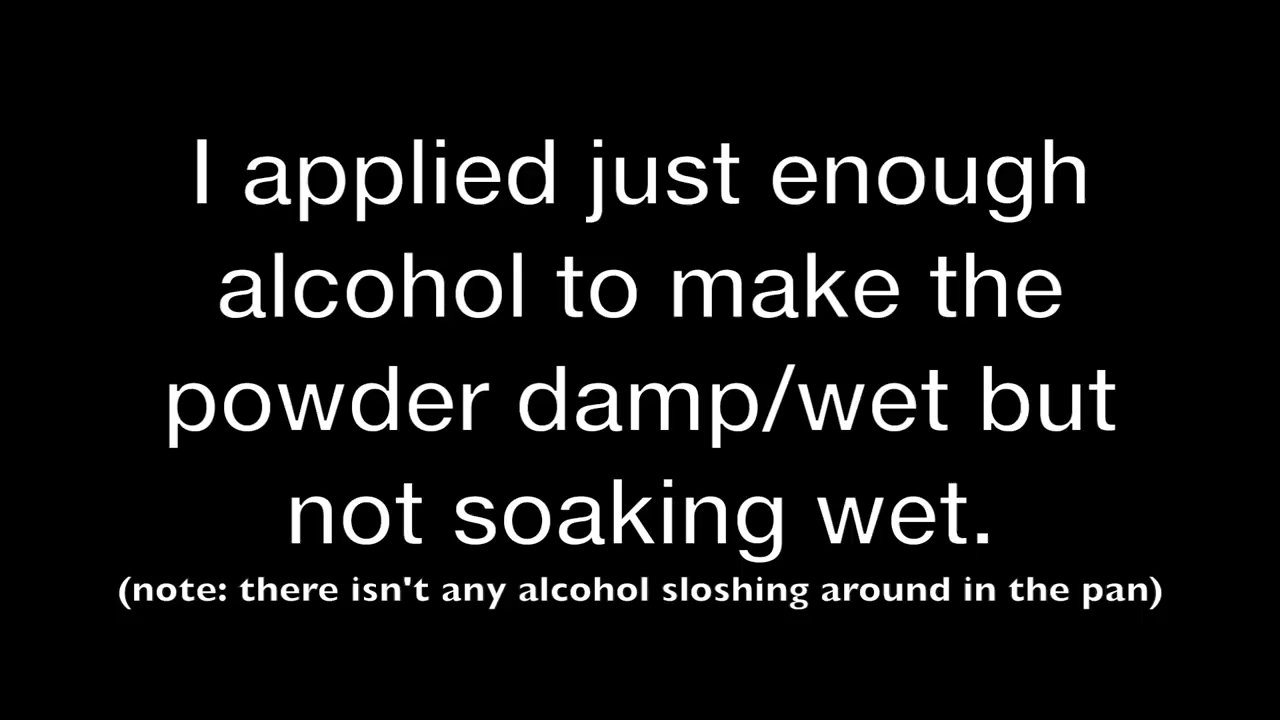 I applied just enough
alcohol to make the
powder damp/wet but
not soaking wet.
(note: there isn't any alcohol sloshing around in the pan)